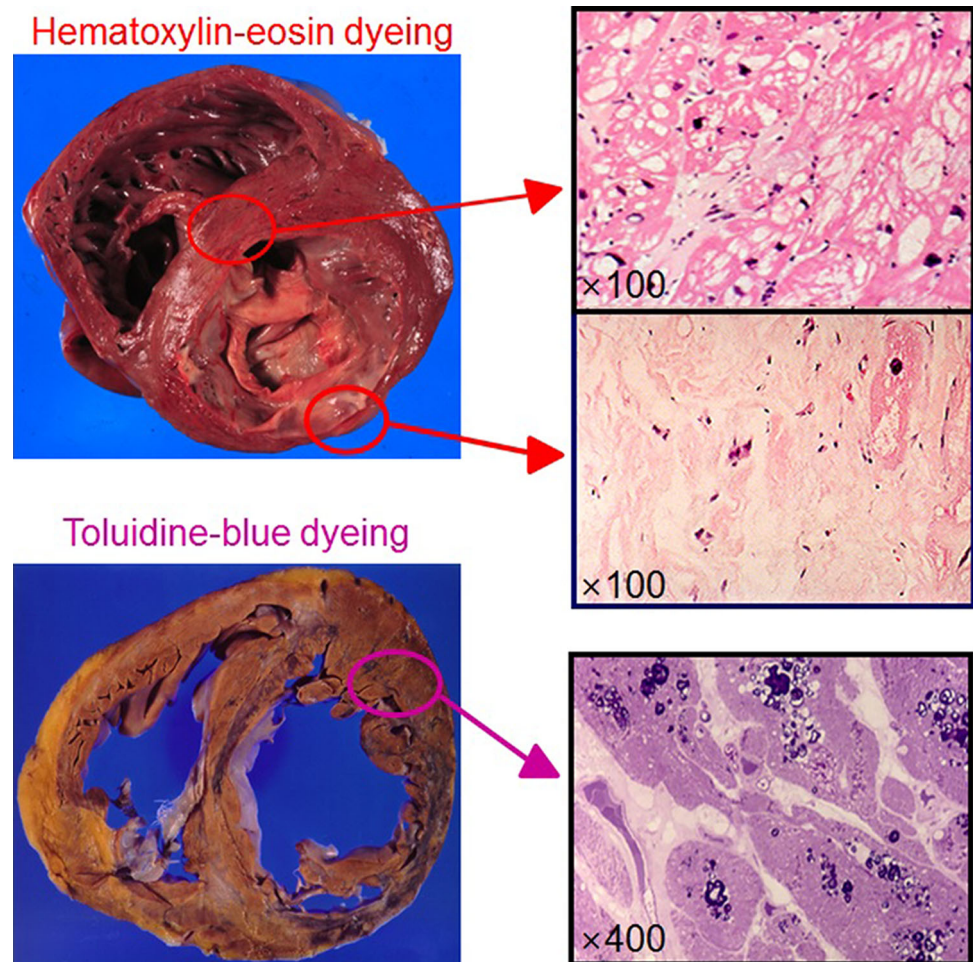 Hematoxylin-eosin dyeing
×100
×100
Toluidine-blue dyeing
×400